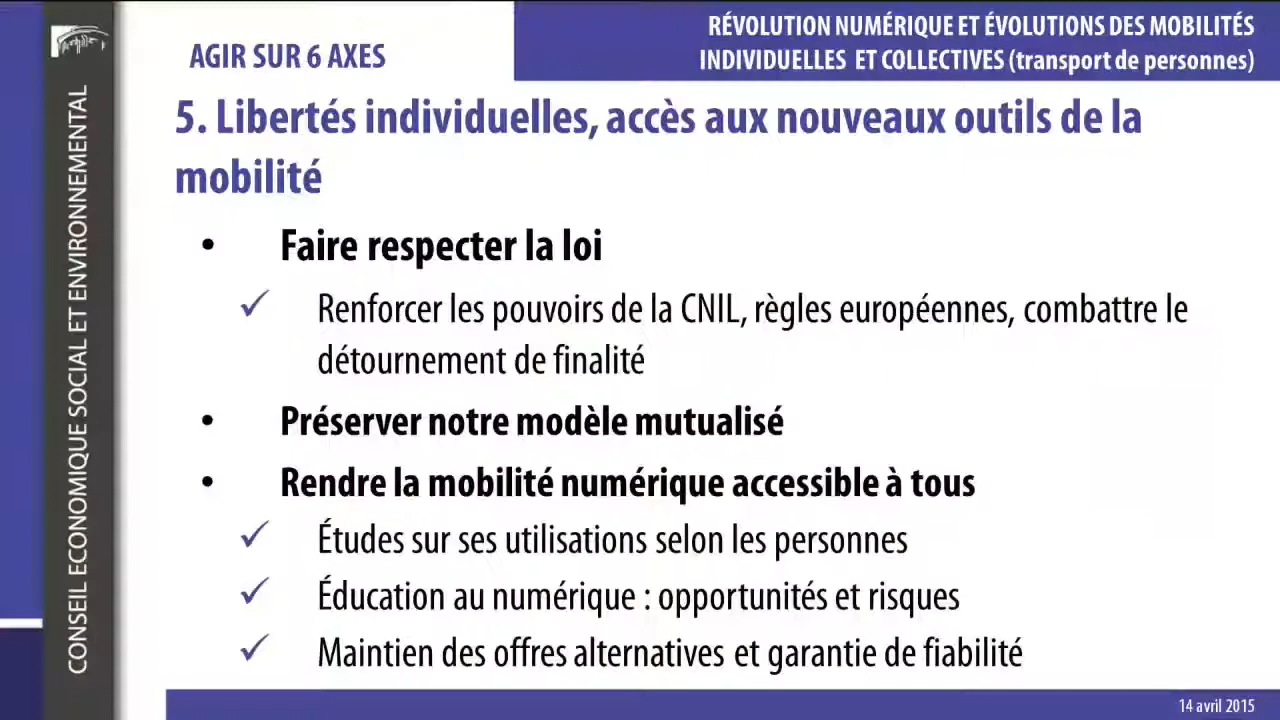 AGIR SUR 6 AXES
RÉVOLUTION NUMÉRIQUE ET ÉVOLUTIONS DES MOBILITÉS
INDIVIDUELLES ET COLLECTIVES (transport de personnes)
CONSEIL ECONOMIQUE SOCIAL ET ENVIRONNEMENTAL
5. Libertés individuelles, accès aux nouveaux outils de la
mobilité
• Faire respecter la loi
✓ Renforcer les pouvoirs de la CNIL, règles européennes, combattre le
détournement de finalité
• Préserver notre modèle mutualisé
• Rendre la mobilité numérique accessible à tous
✓ Études sur ses utilisations selon les personnes
✓ Éducation au numérique : opportunités et risques
✓ Maintien des offres alternatives et garantie de fiabilité
14 avril 2015